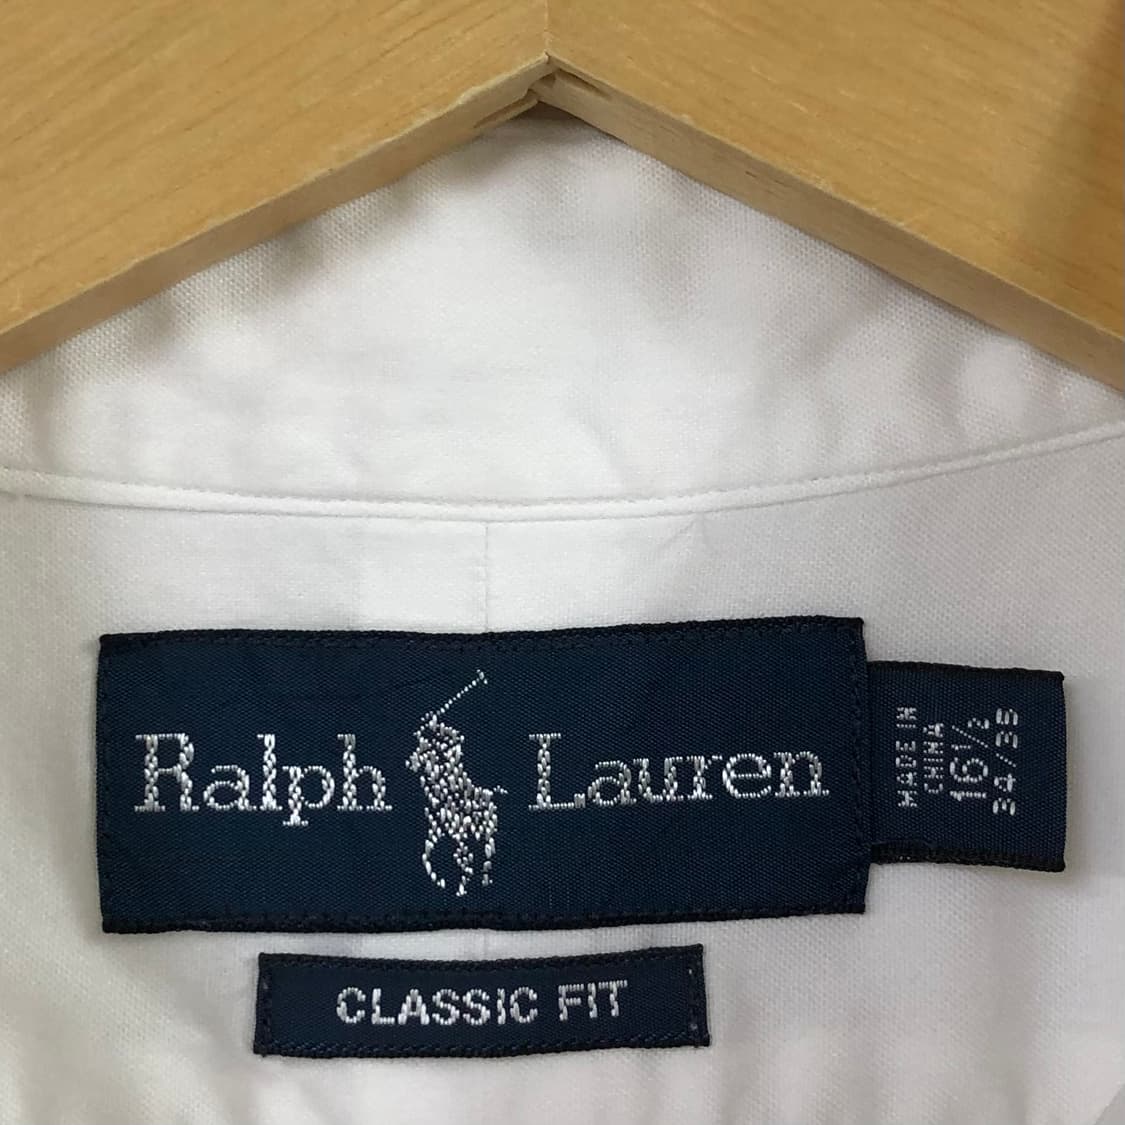 Ralph Lauren
MADE IN
CHINA
16½
34/35
CLASSIC FIT